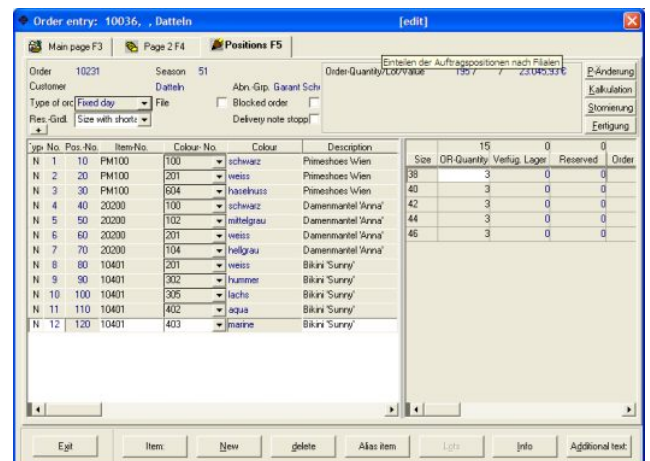 Order entry: 10036, , Datteln [edit]
Main page F3 Page 2 F4 Positions F5
Einteilen der Auftragspositionen nach Filialen
Order 10231 Season 51 Order-Quantity/Lot/Value 1957 / 23.045,93 € P-Änderung
Customer Datteln Abn.-Grp. Garant Kalkulation
Type of orc Fixed day File Blocked order Stornierung
Res.-Grdl. Size with shorta Delivery note stopp Fertigung
+
Typ No. Pos.-No. Item-No. Colour- No. Colour Description
N 1 10 PM100 100 schwarz Primeshoes Wien
N 2 20 PM100 201 weiss Primeshoes Wien
N 3 30 PM100 604 haselnuss Primeshoes Wien
N 4 40 20200 100 schwarz Damenmantel 'Anna'
N 5 50 20200 102 mittelgrau Damenmantel 'Anna'
N 6 60 20200 201 weiss Damenmantel 'Anna'
N 7 70 20200 104 hellgrau Damenmantel 'Anna'
N 8 80 10401 201 weiss Bikini 'Sunny'
N 9 90 10401 302 hummer Bikini 'Sunny'
N 10 100 10401 305 lachs Bikini 'Sunny'
N 11 110 10401 402 aqua Bikini 'Sunny'
N 12 120 10401 403 marine Bikini 'Sunny'
15 0 0
Size OR-Quantity Verfüg. Lager Reserved Order
38 3 0 0
40 3 0 0
42 3 0 0
44 3 0 0
46 3 0 0
Exit Item: New delete Alias item Lots Info Additional text: